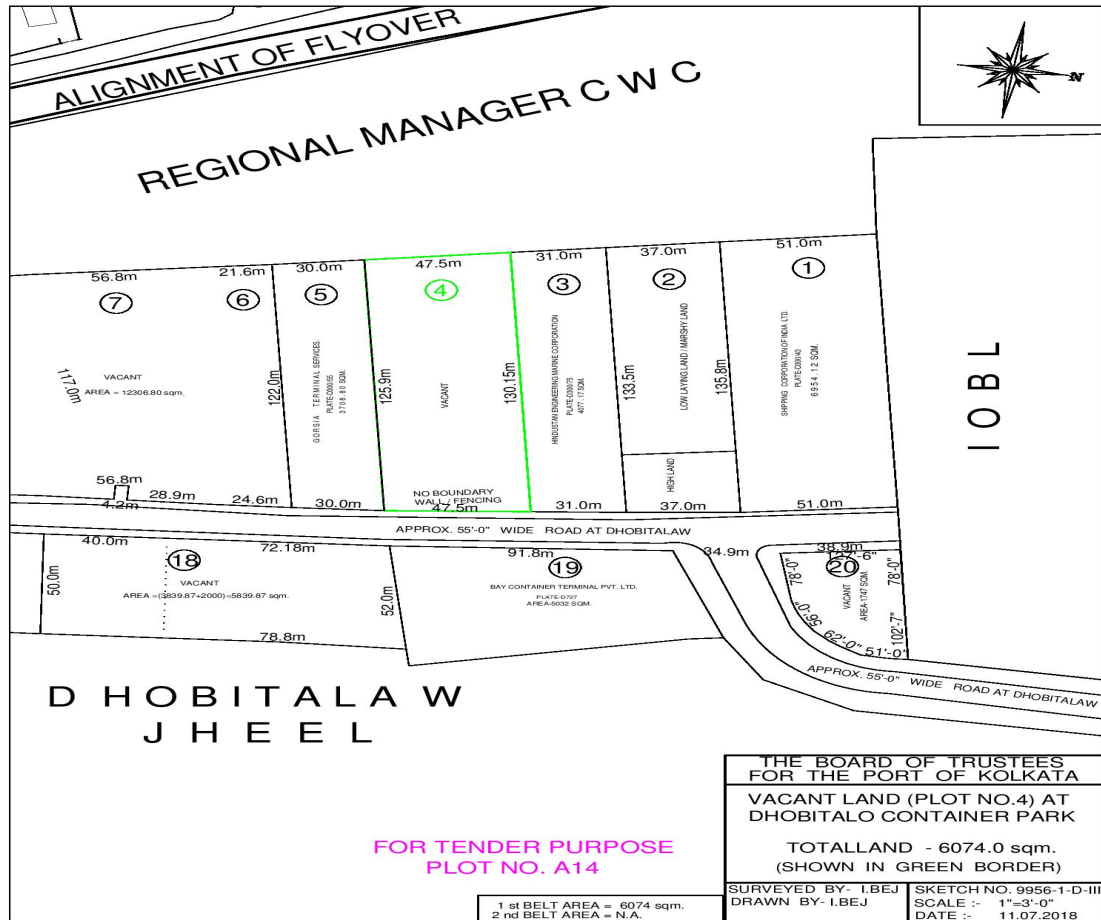 ALIGNMENT OF FLYOVER
N
REGIONAL MANAGER C W C
56.8m
21.6m
30.0m
47.5m
31.0m
37.0m
51.0m
7
6
5
4
3
2
1
117.0m
VACANT
AREA = 12306.80 sqm.
122.0m
GORSIA TERMINAL SERVICES.
PLATE-D300/55
3708.80 SQM.
125.9m
VACANT
130.15m
HINDUSTAN ENGINEERING MARINE CORPORATION
PLATE-D300/75
4077.17 SQM.
133.5m
LOW LAYING LAND / MARSHY LAND
HIGH LAND
135.8m
SHIPPING CORPORATION OF INDIA LTD.
PLATE-D300/43
6954.12 SQM.
I O B L
56.8m
4.2m
28.9m
24.6m
30.0m
NO BOUNDARY
WALL / FENCING
47.5m
31.0m
37.0m
51.0m
APPROX. 55'-0" WIDE ROAD AT DHOBITALAW
40.0m
72.18m
91.8m
34.9m
38.9m
127'-6"
50.0m
18
VACANT
AREA =(3839.87+2000)=5839.87 sqm.
78.8m
52.0m
19
BAY CONTAINER TERMINAL PVT. LTD.
PLATE-D727
AREA-5032 SQM.
20
78'-0"
VACANT
AREA-1747 SQM.
78'-0"
56'-0"
62'-0"
51'-0"
102'-7"
APPROX. 55'-0" WIDE ROAD AT DHOBITALAW
D HOBITALA W
J H E E L
FOR TENDER PURPOSE
PLOT NO. A14
1 st BELT AREA = 6074 sqm.
2 nd BELT AREA = N.A.
THE BOARD OF TRUSTEES
FOR THE PORT OF KOLKATA
VACANT LAND (PLOT NO.4) AT
DHOBITALO CONTAINER PARK
TOTALLAND - 6074.0 sqm.
(SHOWN IN GREEN BORDER)
SURVEYED BY- I.BEJ
DRAWN BY- I.BEJ
SKETCH NO. 9956-1-D-III
SCALE :- 1"=3'-0"
DATE :- 11.07.2018